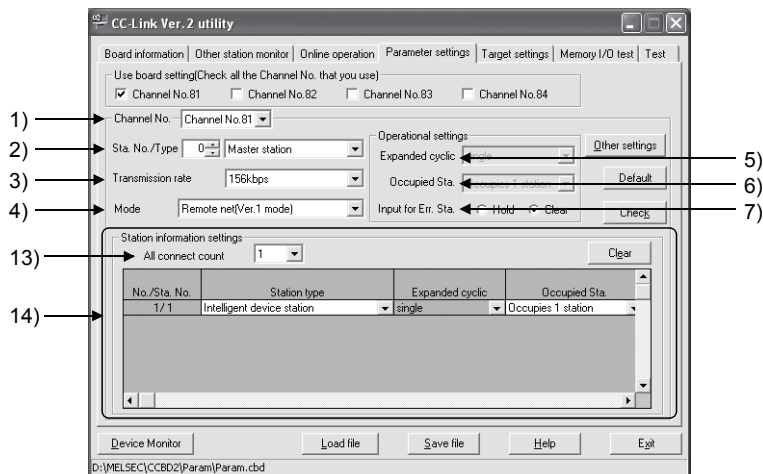 CC-Link Ver. 2 utility
Board information Other station monitor Online operation Parameter settings Target settings Memory I/O test Test
Use board setting(Check all the Channel No. that you use)
Channel No.81 Channel No.82 Channel No.83 Channel No.84
1) Channel No. Channel No.81
Operational settings
Other settings
2) Sta. No./Type 0 Master station
Expanded cyclic single 5)
3) Transmission rate 156kbps
Occupied Sta. Occupies 1 station 6)
Default
4) Mode Remote net(Ver.1 mode)
Input for Err. Sta. Hold Clear 7)
Check
Station information settings
13) All connect count 1 Clear
No./Sta. No. Station type Expanded cyclic Occupied Sta.
14) 1/1 Intelligent device station single Occupies 1 station
Device Monitor Load file Save file Help Exit
D:\MELSEC\CCBD2\Param\Param.cbd